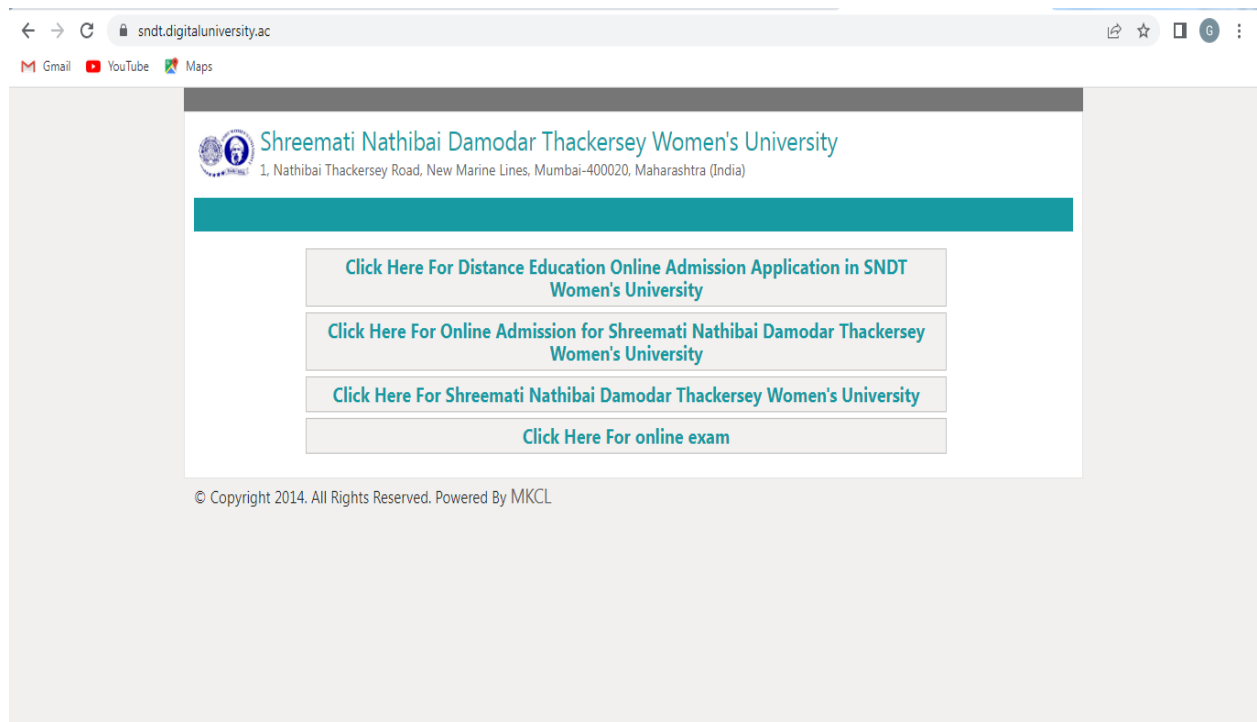 sndt.digitaluniversity.ac
G
Gmail YouTube Maps
Shreemati Nathibai Damodar Thackersey Women's University
1, Nathibai Thackersey Road, New Marine Lines, Mumbai-400020, Maharashtra (India)
Click Here For Distance Education Online Admission Application in SNDT
Women's University
Click Here For Online Admission for Shreemati Nathibai Damodar Thackersey
Women's University
Click Here For Shreemati Nathibai Damodar Thackersey Women's University
Click Here For online exam
© Copyright 2014. All Rights Reserved. Powered By MKCL